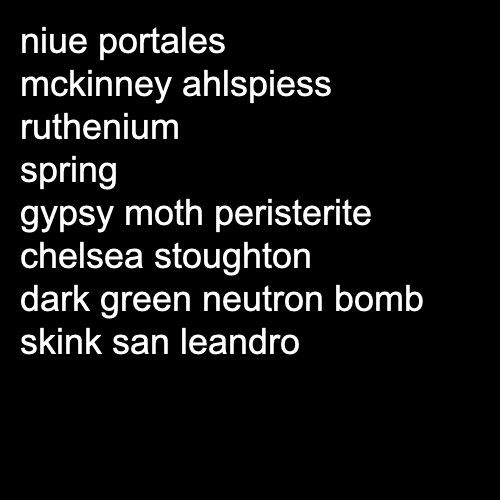 niue portales
mckinney ahlspiess
ruthenium
spring
gypsy moth peristerite
chelsea stoughton
dark green neutron bomb
skink san leandro